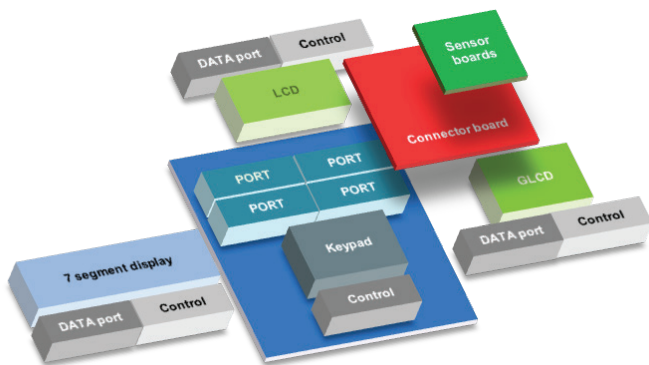 DATA port
Control
Sensor
boards
LCD
Connector board
PORT
PORT
PORT
PORT
GLCD
DATA port
Control
Keypad
Control
7 segment display
DATA port
Control